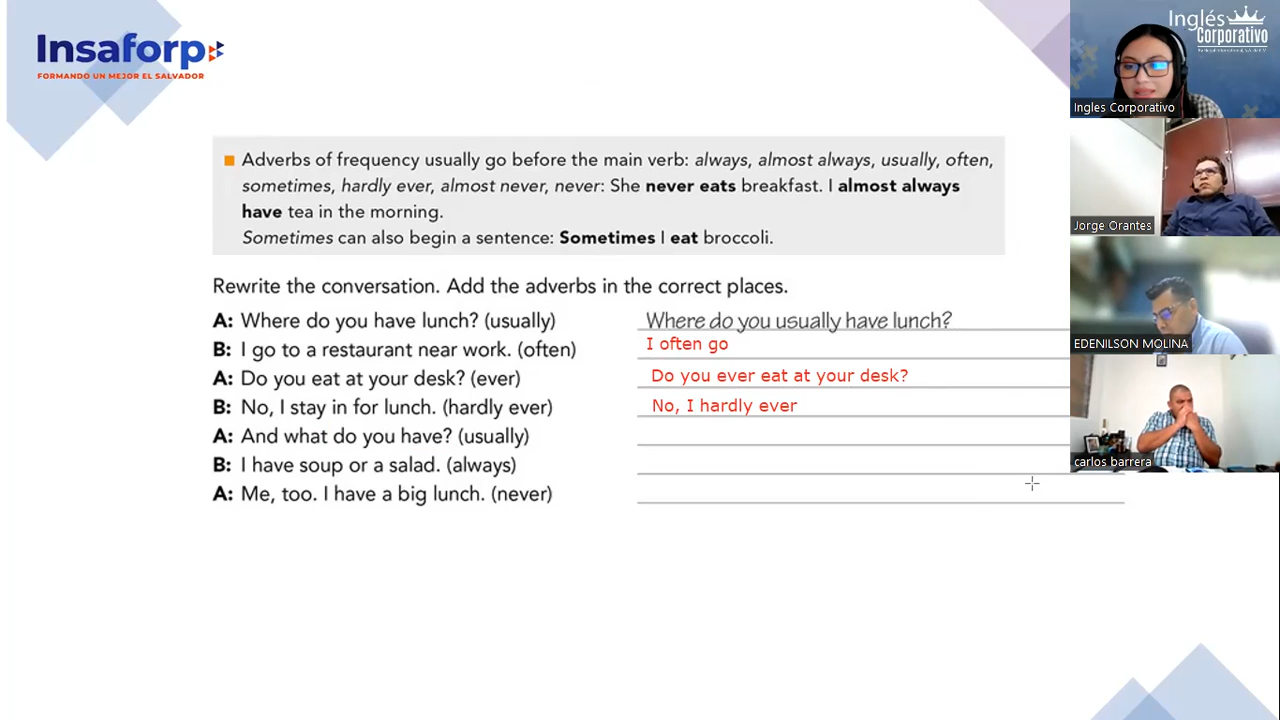 Insaforp
FORMANDO UN MEJOR EL SALVADOR
Adverbs of frequency usually go before the main verb: always, almost always, usually, often,
sometimes, hardly ever, almost never, never: She never eats breakfast. I almost always
have tea in the morning.
Sometimes can also begin a sentence: Sometimes I eat broccoli.
Rewrite the conversation. Add the adverbs in the correct places.
A: Where do you have lunch? (usually) Where do you usually have lunch?
B: I go to a restaurant near work. (often) I often go
A: Do you eat at your desk? (ever) Do you ever eat at your desk?
B: No, I stay in for lunch. (hardly ever) No, I hardly ever
A: And what do you have? (usually)
B: I have soup or a salad. (always)
A: Me, too. I have a big lunch. (never)
Inglés
Corporativo
Ingles Corporativo
Jorge Orantes
EDENILSON MOLINA
carlos barrera